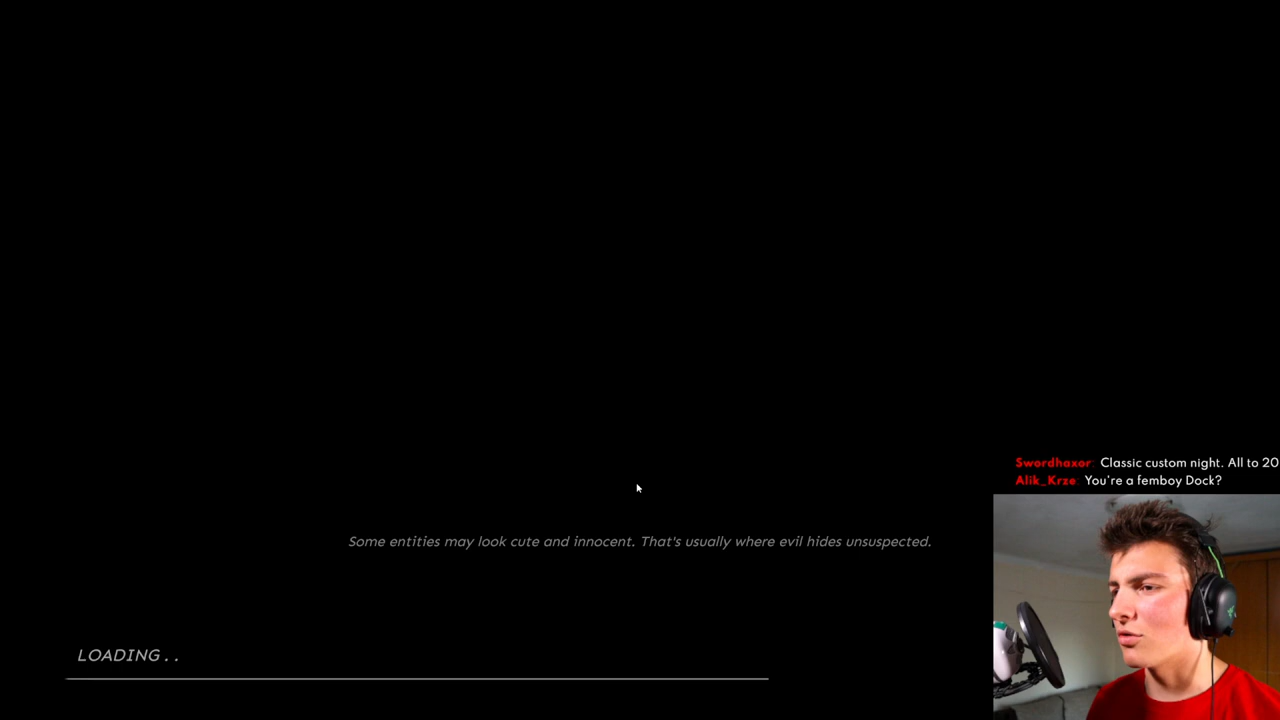 Swordhaxor: Classic custom night. All to 20
Alik_Krze: You're a femboy Dock?
Some entities may look cute and innocent. That's usually where evil hides unsuspected.
LOADING . .